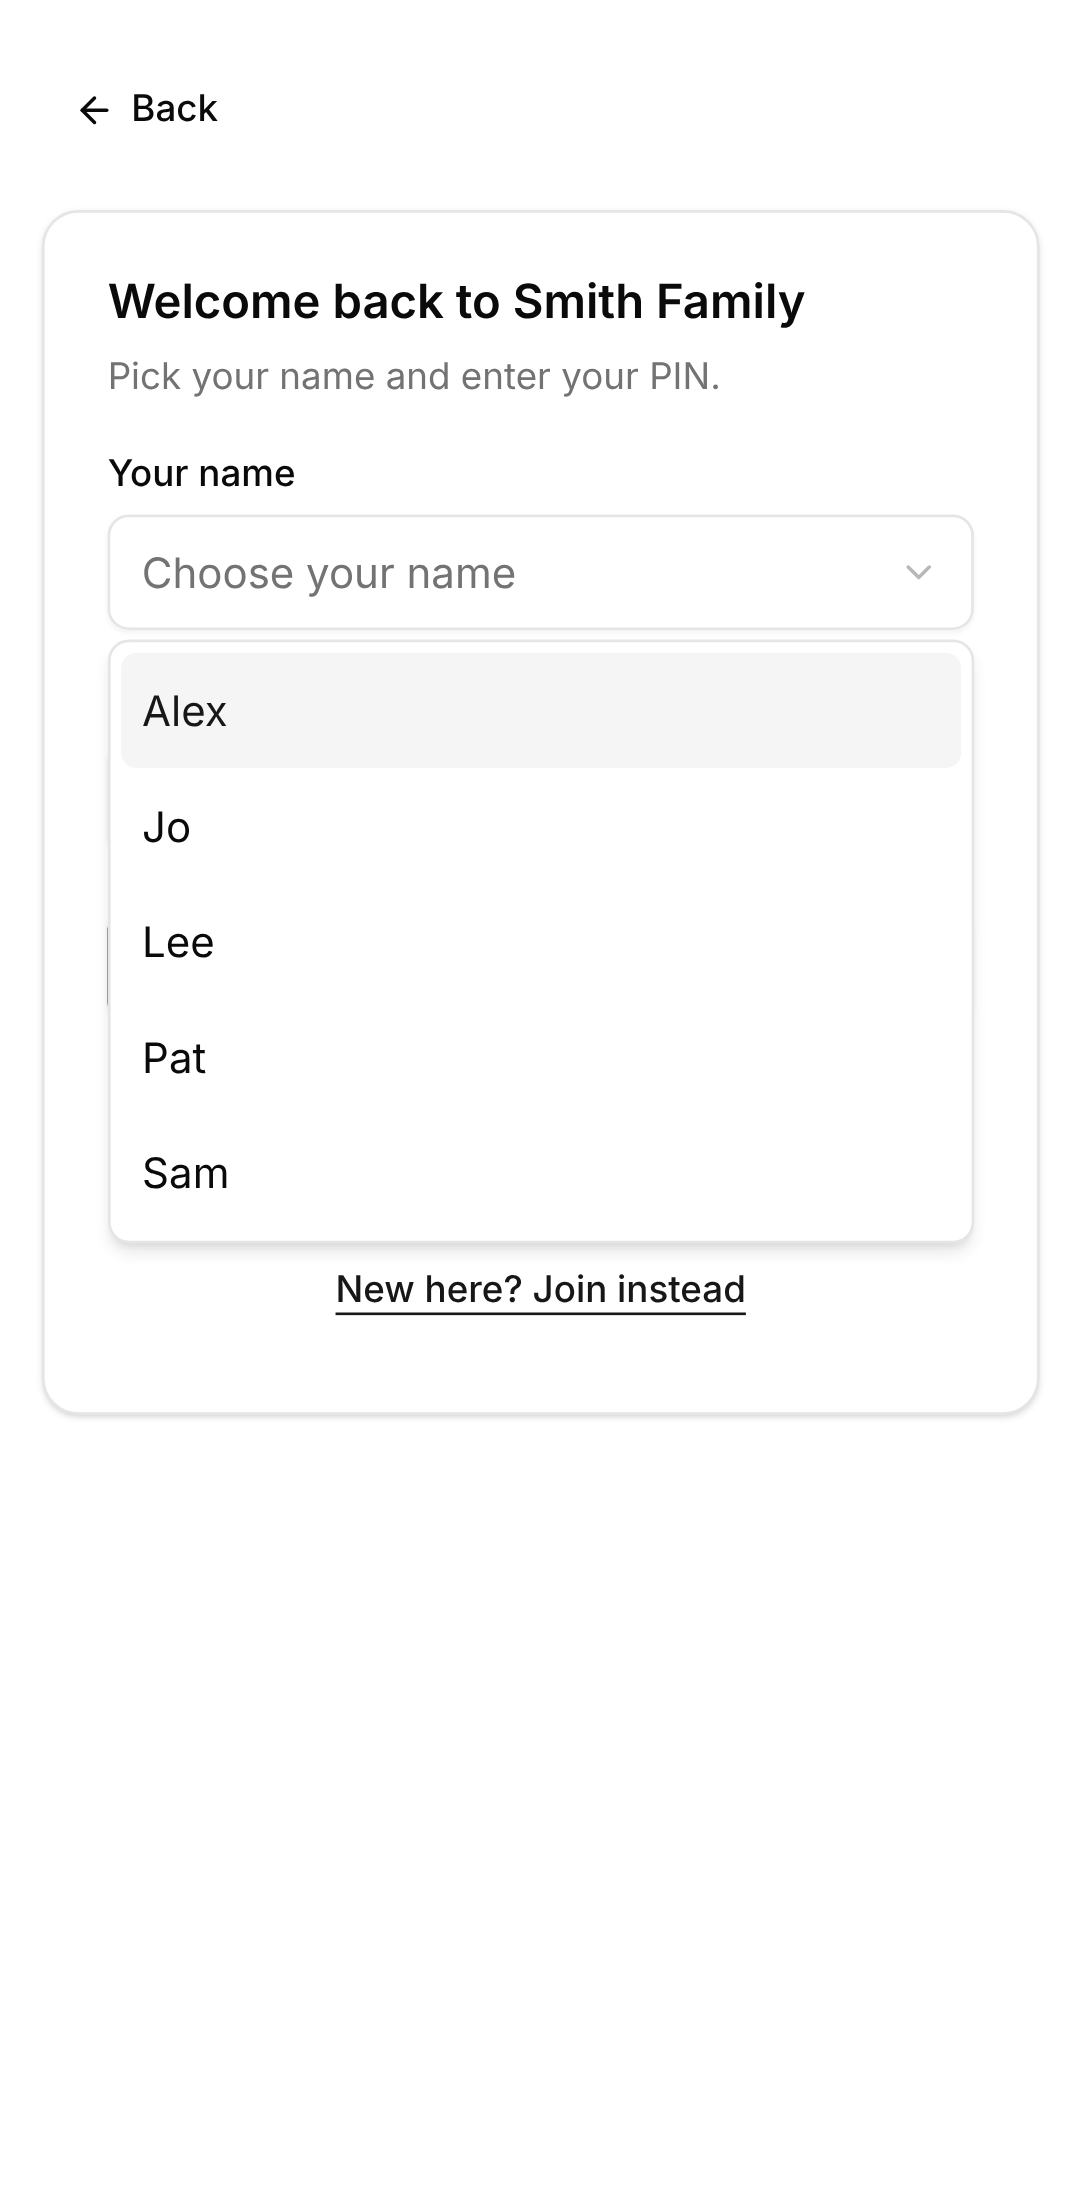 Back
Welcome back to Smith Family
Pick your name and enter your PIN.
Your name
Choose your name
Alex
Jo
Lee
Pat
Sam
New here? Join instead